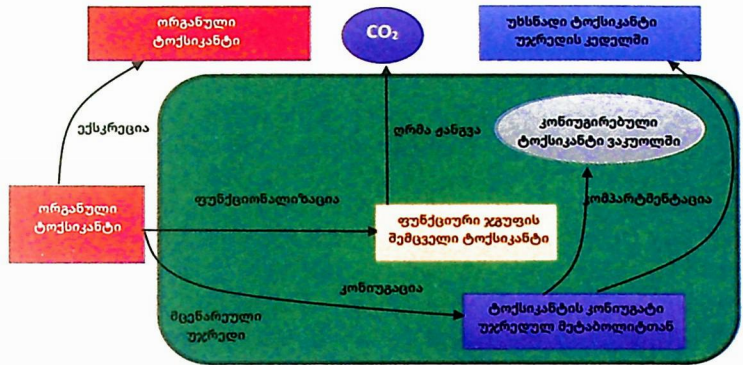 ორგანული
ტოქსიკანტი
CO₂
უხსნადი ტოქსიკანტი
უჯრედის კედელში
ექსკრეცია
ღრმა ჟანგვა
კონიუგირებული
ტოქსიკანტი ვაკუოლში
ორგანული
ტოქსიკანტი
ფუნქციონალიზაცია
კომპარტმენტაცია
ფუნქციური ჯგუფის
შემცველი ტოქსიკანტი
კონიუგაცია
მცენარეული
უჯრედი
ტოქსიკანტის კონიუგატი
უჯრედულ მეტაბოლიტთან